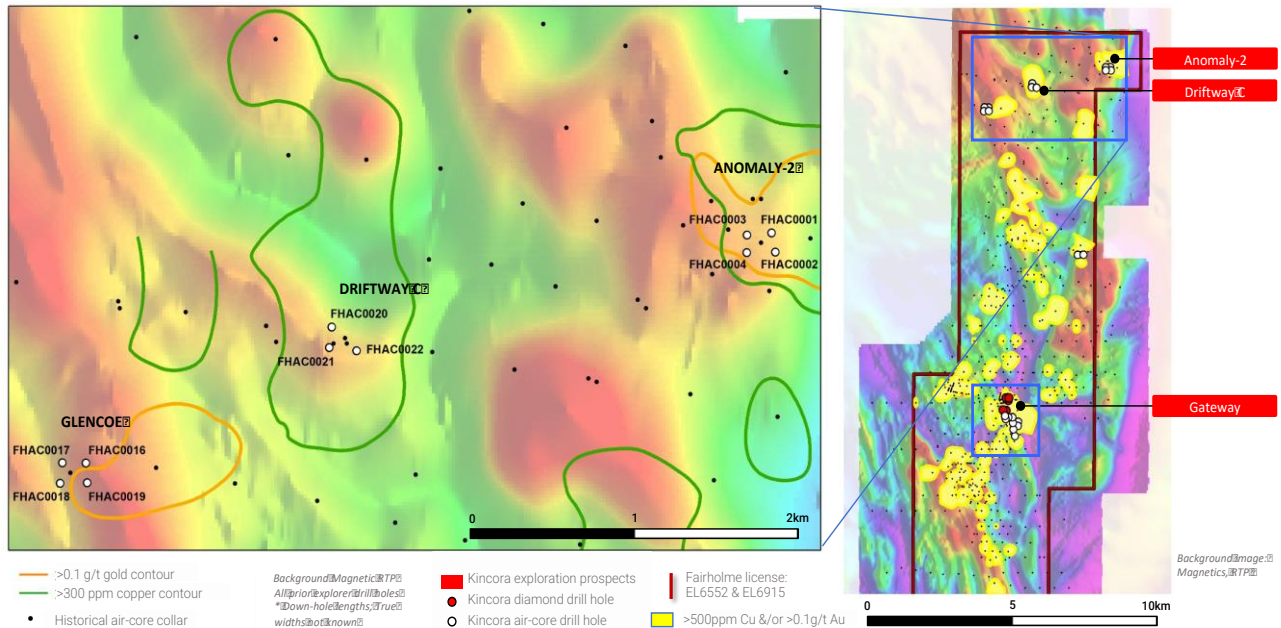 ANOMALY-2
FHAC0003
FHAC0001
FHAC0004
FHAC0002
DRIFTWAY C
FHAC0020
FHAC0021
FHAC0022
GLENCOE
FHAC0017
FHAC0016
FHAC0018
FHAC0019
0
1
2km
Anomaly-2
Driftway C
Gateway
>0.1 g/t gold contour
>300 ppm copper contour
Historical air-core collar
Background Magnetic RTP
All prior explorer drill holes
* Down-hole lengths; True
widths not known
Kincora exploration prospects
Kincora diamond drill hole
Kincora air-core drill hole
Fairholme license:
EL6552 & EL6915
>500ppm Cu &/or >0.1g/t Au
0
5
10km
Background Image:
Magnetics, RTP